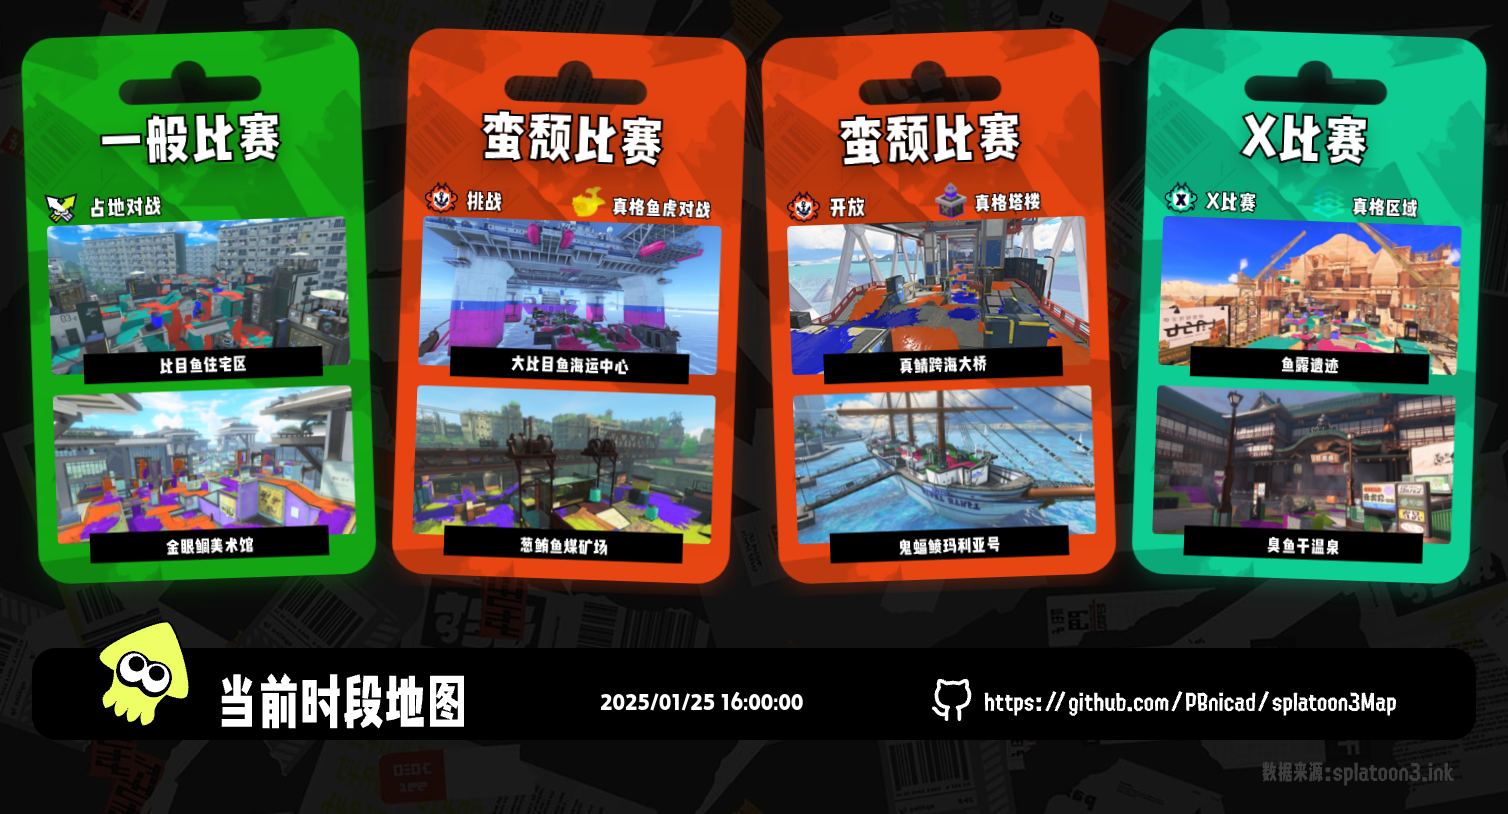 一般比赛
占地对战
比目鱼住宅区
金眼鲷美术馆
蛮颓比赛
挑战
真格鱼虎对战
大比目鱼海运中心
葱鲔鱼煤矿场
蛮颓比赛
开放
真格塔楼
真鲭跨海大桥
鬼蝠鲼玛利亚号
X比赛
X比赛
真格区域
鱼露遗迹
臭鱼干温泉
当前时段地图
2025/01/25 16:00:00
https://github.com/PBnicad/splatoon3Map
数据来源:splatoon3.ink